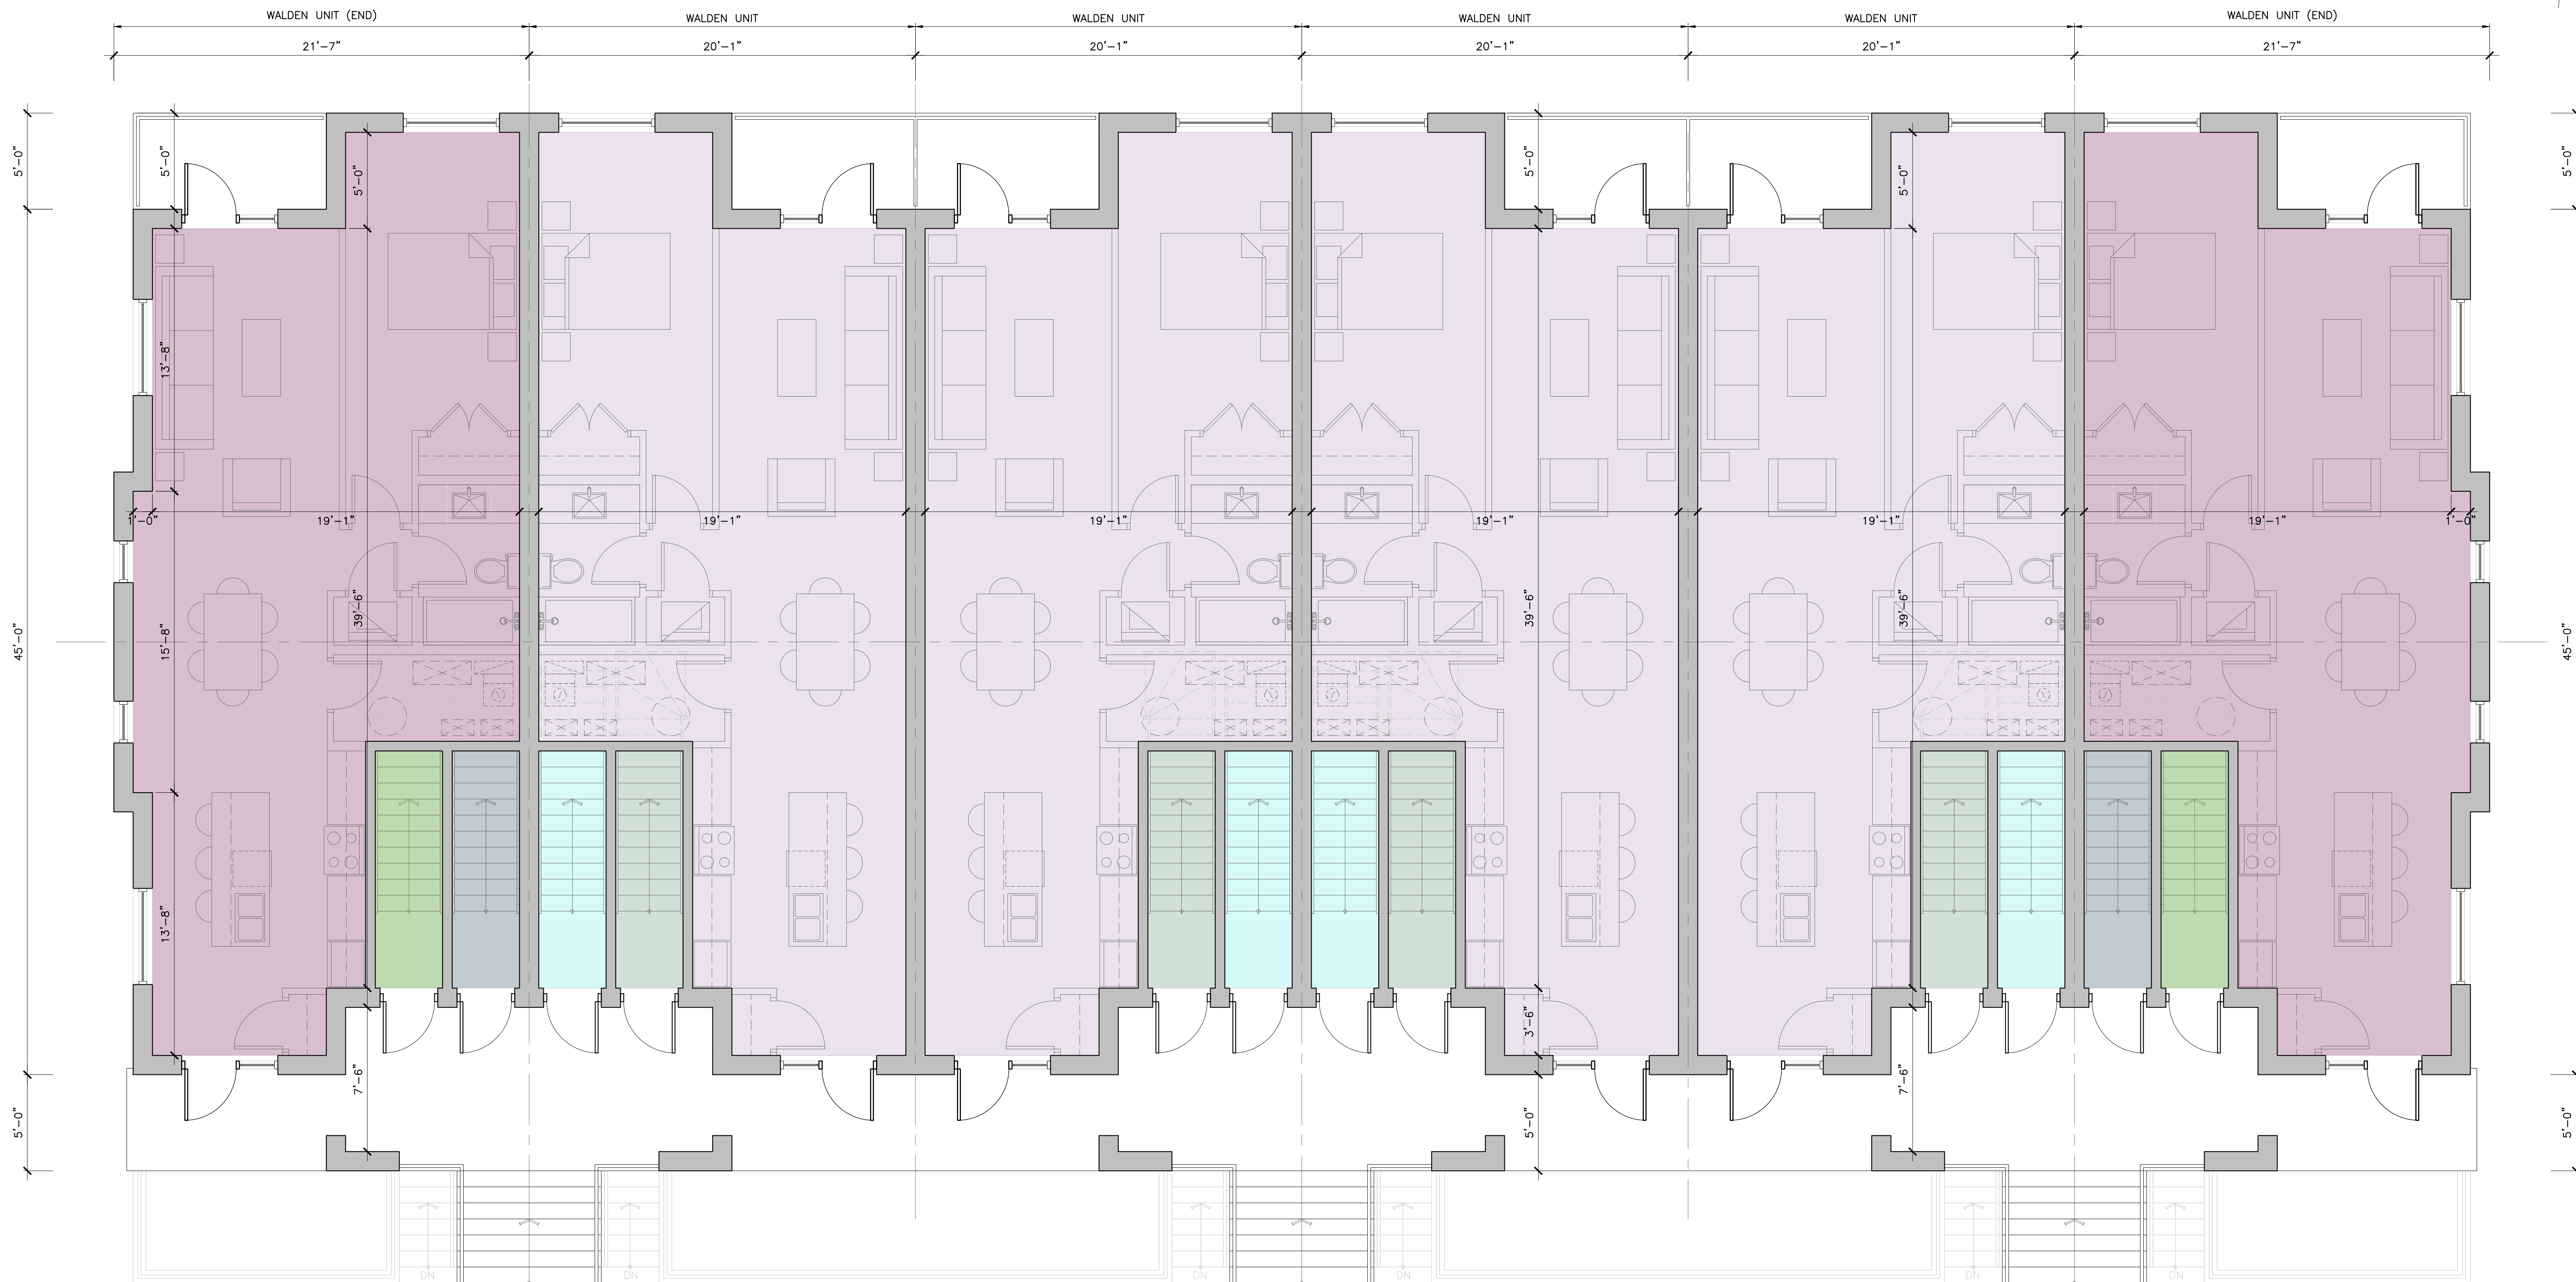 WALDEN UNIT (END)
WALDEN UNIT
WALDEN UNIT
WALDEN UNIT
WALDEN UNIT
WALDEN UNIT (END)
21'-7"
20'-1"
20'-1"
20'-1"
20'-1"
21'-7"
5'-0"
5'-0"
5'-0"
5'-0"
5'-0"
5'-0"
13'-8"
1'-0"
19'-1"
19'-1"
19'-1"
19'-1"
19'-1"
19'-1"
1'-0"
39'-6"
39'-6"
39'-6"
45'-0"
15'-8"
45'-0"
13'-8"
3'-6"
7'-6"
7'-6"
5'-0"
5'-0"
5'-0"
DN
DN
DN
DN
DN
DN